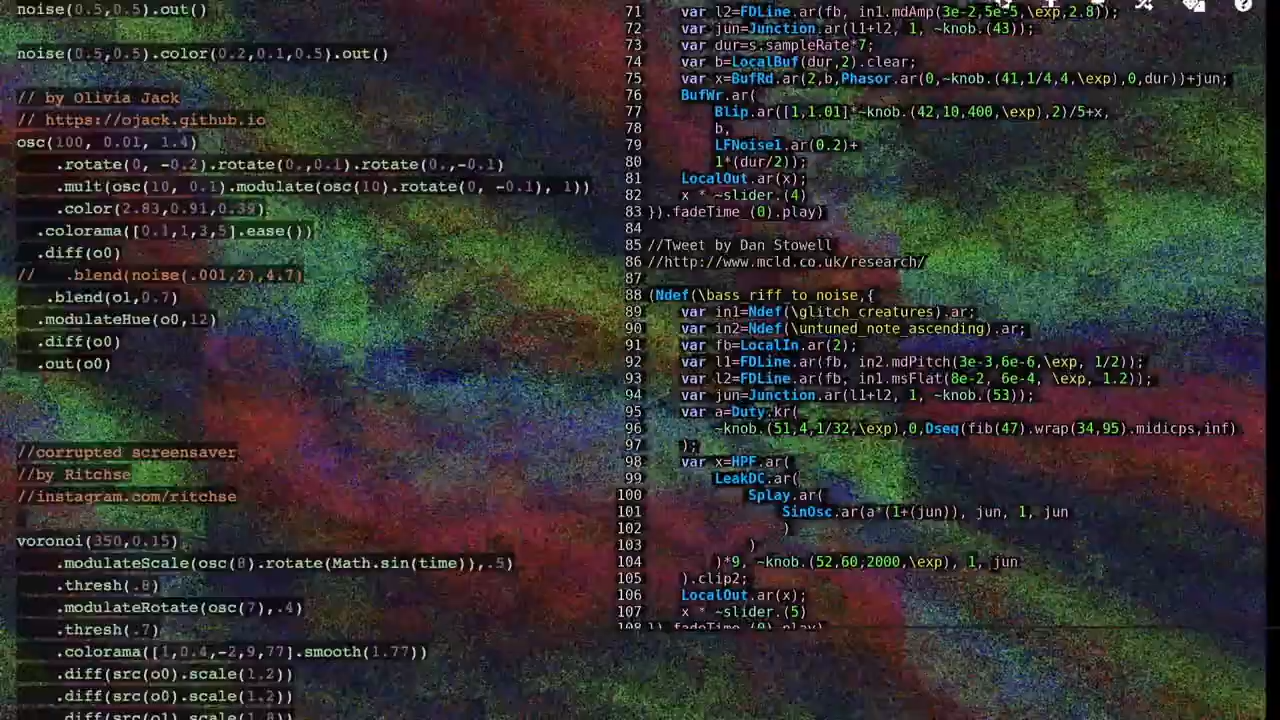 noise(0.5,0.5).out()
noise(0.5,0.5).color(0.2,0.1,0.5).out()
// by Olivia Jack
// https://ojack.github.io
osc(100, 0.01, 1.4)
.rotate(0, -0.2).rotate(0.,0.1).rotate(0.,-0.1)
.mult(osc(10, 0.1).modulate(osc(10).rotate(0, -0.1), 1))
.color(2.83,0.91,0.39)
.colorama([0.1,1,3,5].ease())
.diff(o0)
// .blend(noise(.001,2),4.7)
.blend(o1,0.7)
.modulateHue(o0,12)
.diff(o0)
.out(o0)
//corrupted screensaver
//by Ritchse
//instagram.com/ritchse
voronoi(350,0.15)
.modulateScale(osc(8).rotate(Math.sin(time)),.5)
.thresh(.8)
.modulateRotate(osc(7),.4)
.thresh(.7)
.colorama([1,0.4,-2,9,77].smooth(1.77))
.diff(src(o0).scale(1.2))
.diff(src(o0).scale(1.2))
.diff(src(o1).scale(1.8))
71 var l2=FDLine.ar(fb, in1.mdAmp(3e-2,5e-5,\exp,2.8));
72 var jun=Junction.ar(l1+l2, 1, ~knob.(43));
73 var dur=s.sampleRate*7;
74 var b=LocalBuf(dur,2).clear;
75 var x=BufRd.ar(2,b,Phasor.ar(0,~knob.(41,1/4,4,\exp),0,dur))+jun;
76 BufWr.ar(
77 Blip.ar([1,1.01]*~knob.(42,10,400,\exp),2)/5+x,
78 b,
79 LFNoise1.ar(0.2)+
80 1*(dur/2));
81 LocalOut.ar(x);
82 x * ~slider.(4)
83 }).fadeTime_(0).play)
84
85 //Tweet by Dan Stowell
86 //http://www.mcld.co.uk/research/
87
88 (Ndef(\bass_riff_to_noise,{
89 var in1=Ndef(\glitch_creatures).ar;
90 var in2=Ndef(\untuned_note_ascending).ar;
91 var fb=LocalIn.ar(2);
92 var l1=FDLine.ar(fb, in2.mdPitch(3e-3,6e-6,\exp, 1/2));
93 var l2=FDLine.ar(fb, in1.msFlat(8e-2, 6e-4, \exp, 1.2));
94 var jun=Junction.ar(l1+l2, 1, ~knob.(53));
95 var a=Duty.kr(
96 ~knob.(51,4,1/32,\exp),0,Dseq(fib(47).wrap(34,95).midicps,inf)
97 );
98 var x=HPF.ar(
99 LeakDC.ar(
100 Splay.ar(
101 SinOsc.ar(a*(1+(jun)), jun, 1, jun
102 )
103 )
104 )*9, ~knob.(52,60,2000,\exp), 1, jun
105 ).clip2;
106 LocalOut.ar(x);
107 x * ~slider.(5)
108 }).fadeTime_(0).play)